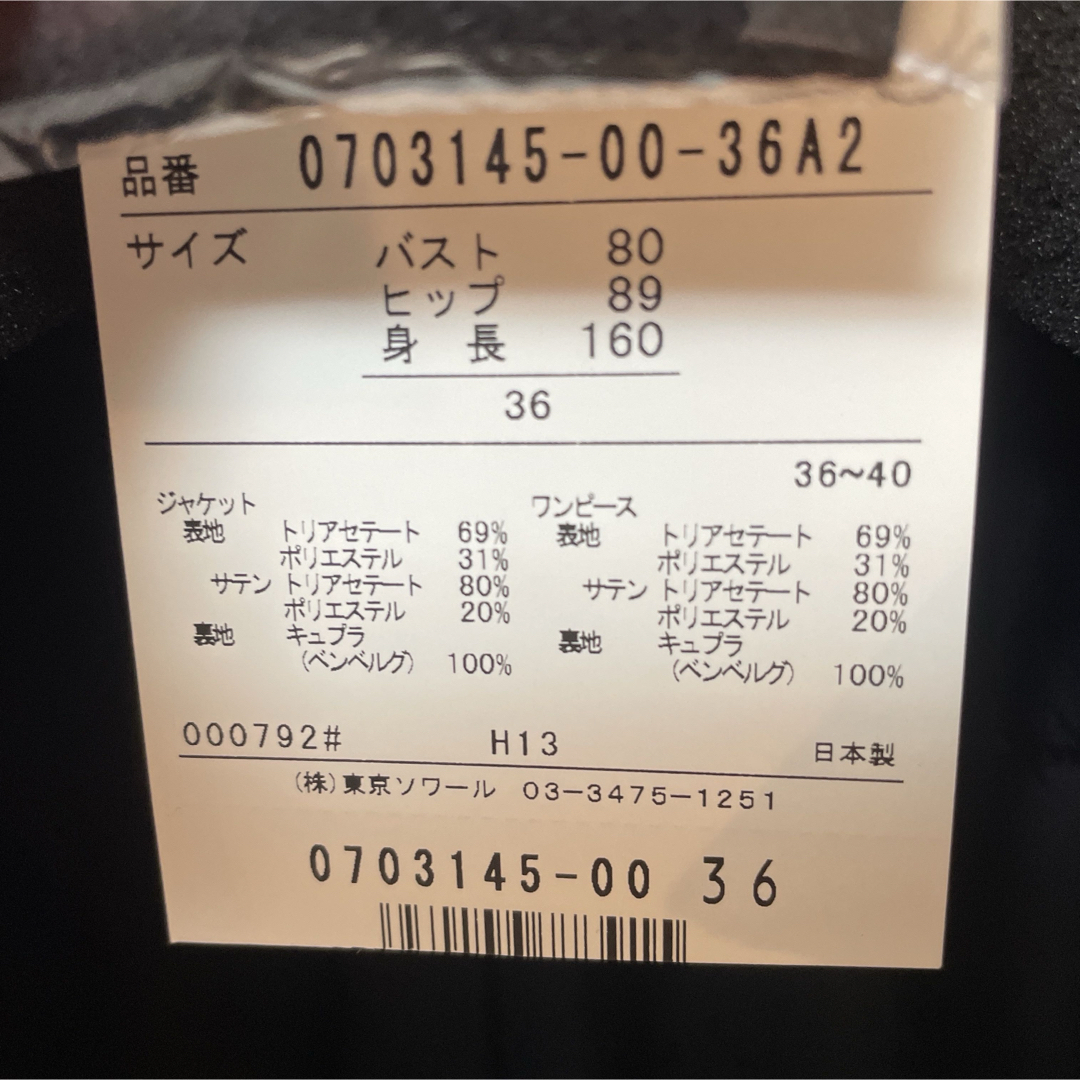 品番 0703145-00-36A2
サイズ バスト 80
ヒップ 89
身長 160
36
36~40
ジャケット
表地 トリアセテート 69%
ポリエステル 31%
サテン トリアセテート 80%
ポリエステル 20%
裏地 キュプラ
(ベンベルグ) 100%
ワンピース
表地 トリアセテート 69%
ポリエステル 31%
サテン トリアセテート 80%
ポリエステル 20%
裏地 キュプラ
(ベンベルグ) 100%
000792# H13 日本製
(株)東京ソワール 03-3475-1251
0703145-00 36